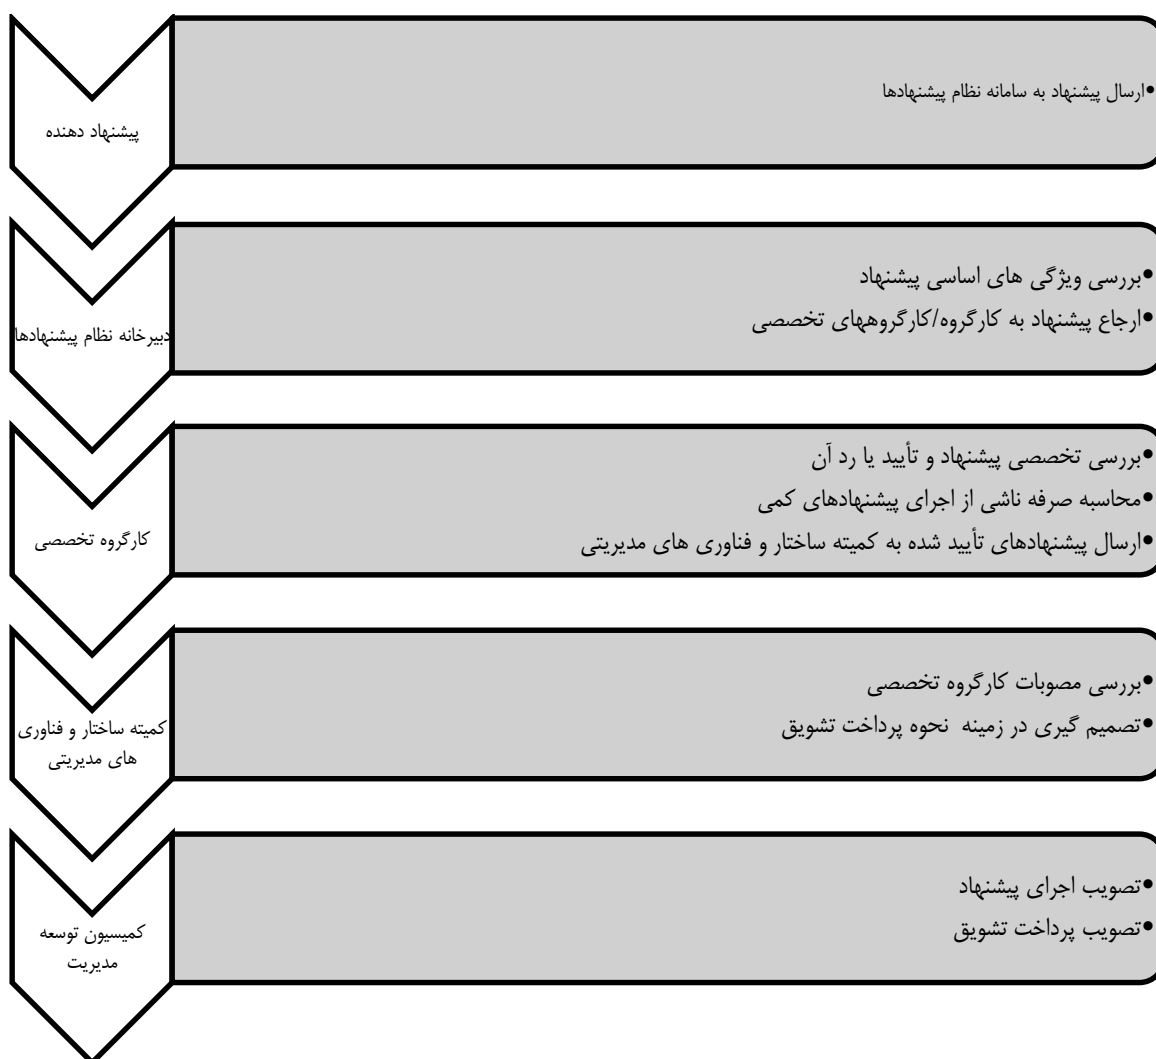 •ارسال پیشنهاد به سامانه نظام پیشنهادها
پیشنهاد دهنده
•بررسی ویژگی های اساسی پیشنهاد
•ارجاع پیشنهاد به کارگروه/کارگروههای تخصصی
دبیرخانه نظام پیشنهادها
•بررسی تخصصی پیشنهاد و تأیید یا رد آن
•محاسبه صرفه ناشی از اجرای پیشنهادهای کمی
•ارسال پیشنهادهای تأیید شده به کمیته ساختار و فناوری های مدیریتی
کارگروه تخصصی
•بررسی مصوبات کارگروه تخصصی
•تصمیم گیری در زمینه نحوه پرداخت تشویق
کمیته ساختار و فناوری
های مدیریتی
•تصویب اجرای پیشنهاد
•تصویب پرداخت تشویق
کمیسیون توسعه
مدیریت